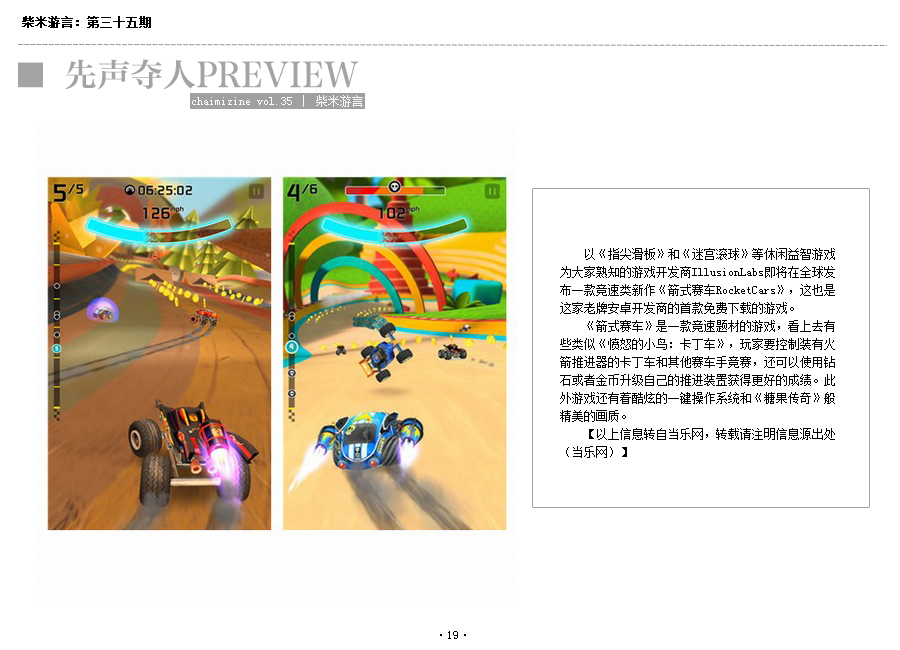 柴米游言：第三十五期
先声夺人PREVIEW
chaimizine vol.35 | 柴米游言
5/5
06:25:02
126mph
5
4/6
102mph
4
以《指尖滑板》和《迷宫滚球》等休闲益智游戏
为大家熟知的游戏开发商IllusionLabs即将在全球发
布一款竞速类新作《箭式赛车RocketCars》，这也是
这家老牌安卓开发商的首款免费下载的游戏。
《箭式赛车》是一款竞速题材的游戏，看上去有
些类似《愤怒的小鸟：卡丁车》，玩家要控制装有火
箭推进器的卡丁车和其他赛车手竞赛，还可以使用钻
石或者金币升级自己的推进装置获得更好的成绩。此
外游戏还有着酷炫的一键操作系统和《糖果传奇》般
精美的画质。
【以上信息转自当乐网，转载请注明信息源出处
（当乐网）】
·19·